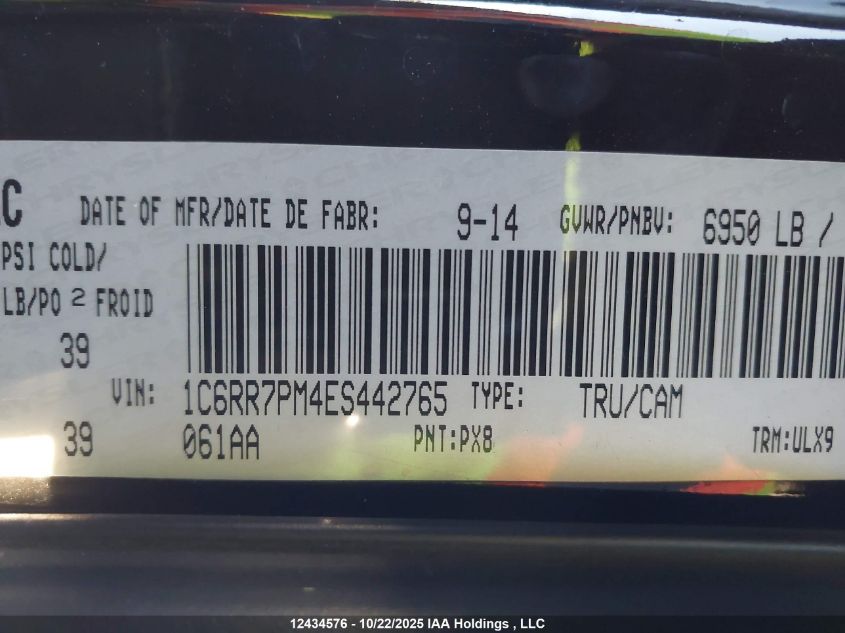 C DATE OF MFR/DATE DE FABR: 9-14 GVWR/PNBV: 6950 LB /
PSI COLD/
LB/PO 2 FROID
39
VIN: 1C6RR7PM4ES442765 TYPE: TRU/CAM
39 061AA PNT:PX8 TRM:ULX9
12434576 - 10/22/2025 IAA Holdings , LLC